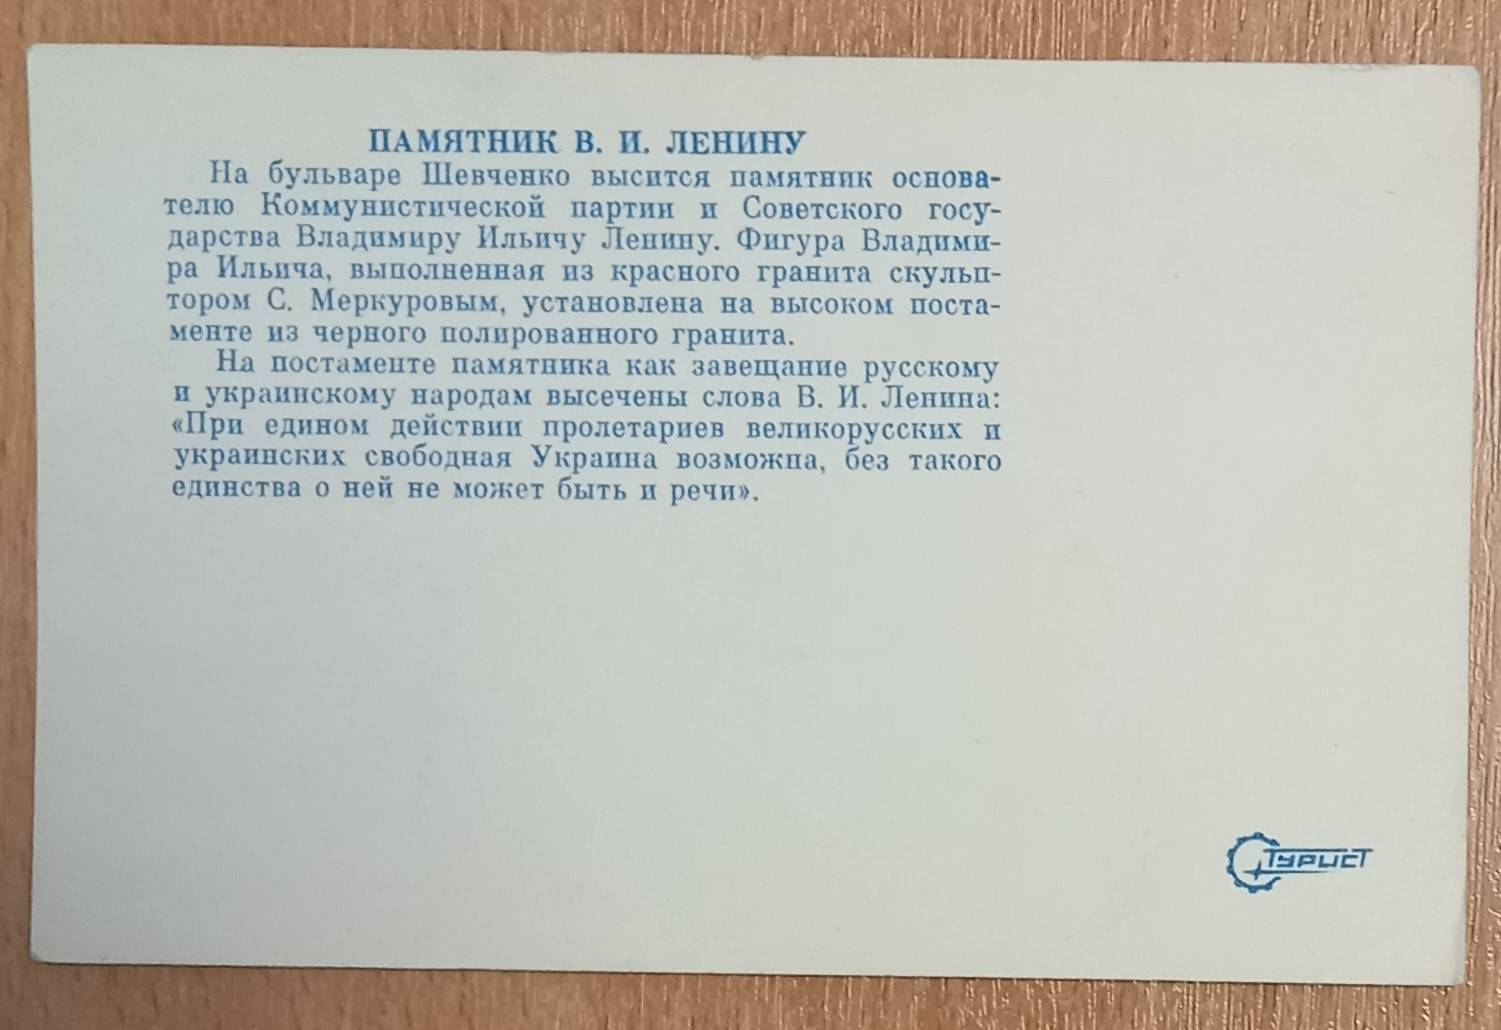 ПАМЯТНИК В. И. ЛЕНИНУ
На бульваре Шевченко высится памятник основа-
телю Коммунистической партии и Советского госу-
дарства Владимиру Ильичу Ленину. Фигура Владими-
ра Ильича, выполненная из красного гранита скульп-
тором С. Меркуровым, установлена на высоком поста-
менте из черного полированного гранита.
На постаменте памятника как завещание русскому
и украинскому народам высечены слова В. И. Ленина:
«При едином действии пролетариев великорусских и
украинских свободная Украина возможна, без такого
единства о ней не может быть и речи».
ТУРИСТ